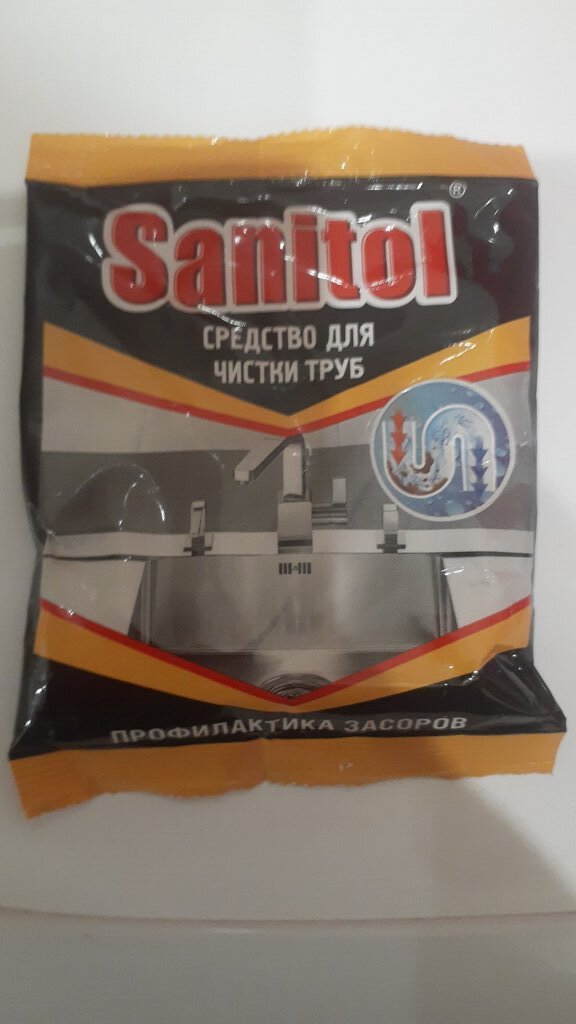 Sanitol®
СРЕДСТВО ДЛЯ
ЧИСТКИ ТРУБ
ПРОФИЛАКТИКА ЗАСОРОВ